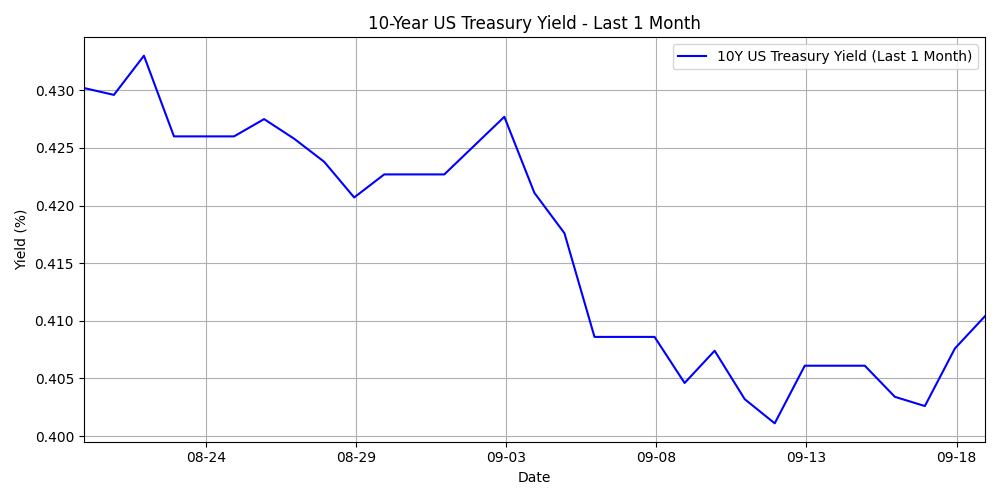 10-Year US Treasury Yield - Last 1 Month
10Y US Treasury Yield (Last 1 Month)
Yield (%)
0.430
0.425
0.420
0.415
0.410
0.405
0.400
08-24 08-29 09-03 09-08 09-13 09-18
Date